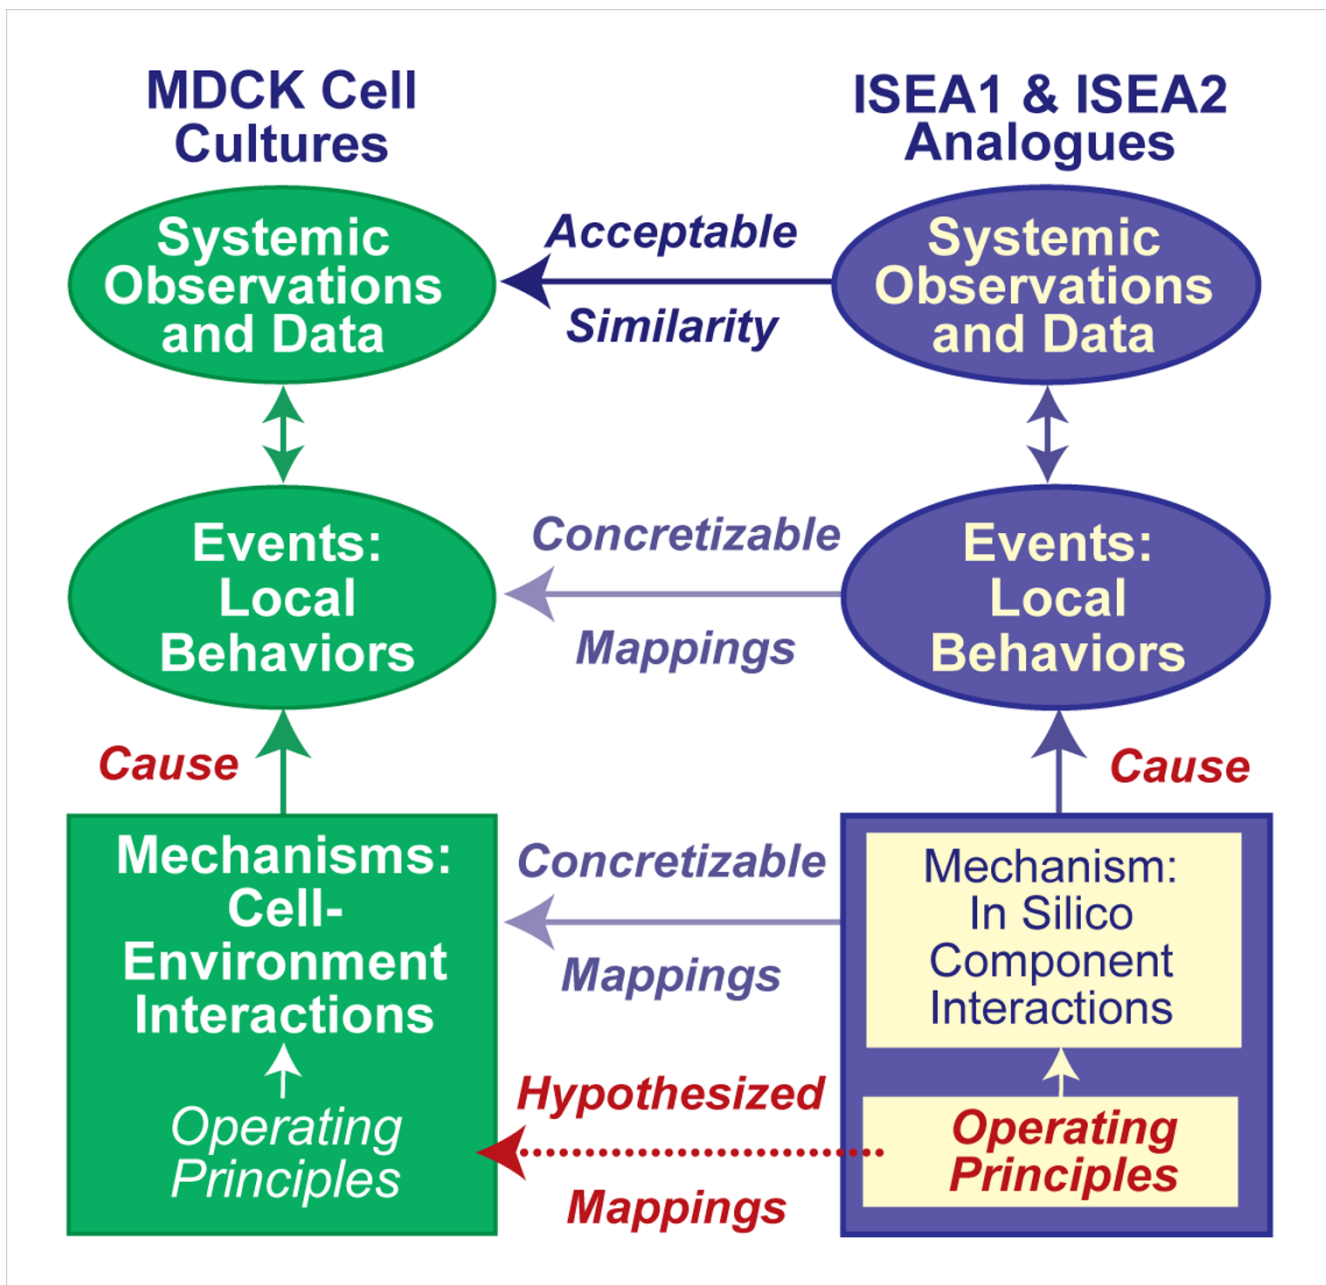 MDCK Cell
Cultures
ISEA1 & ISEA2
Analogues
Systemic
Observations
and Data
Acceptable
Similarity
Systemic
Observations
and Data
Events:
Local
Behaviors
Concretizable
Mappings
Events:
Local
Behaviors
Cause
Cause
Mechanisms:
Cell-
Environment
Interactions
Concretizable
Mappings
Mechanism:
In Silico
Component
Interactions
Operating
Principles
Hypothesized
Mappings
Operating
Principles